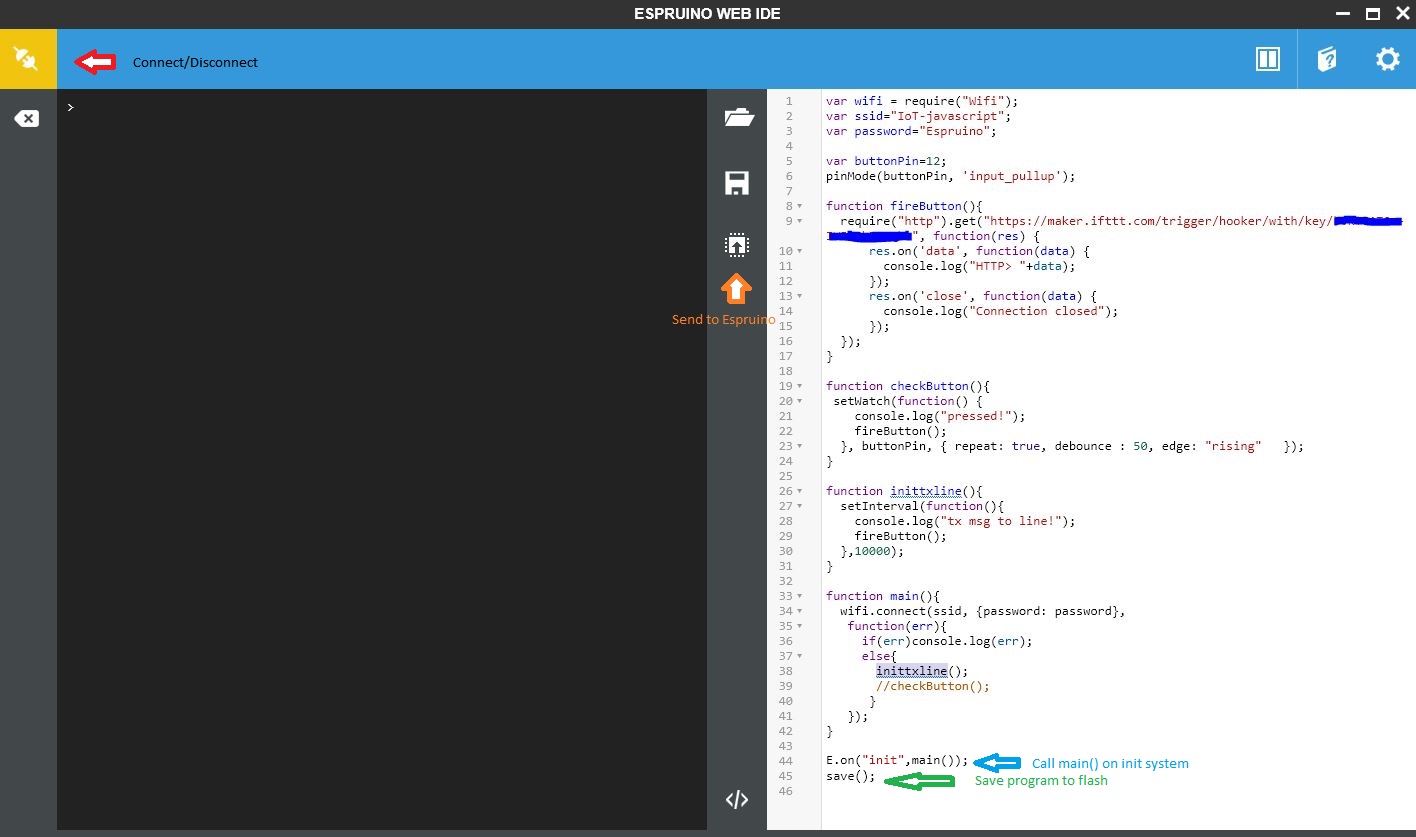 ESPRUINO WEB IDE
Connect/Disconnect
>
Send to Espruino
1 var wifi = require("Wifi");
2 var ssid="IoT-javascript";
3 var password="Espruino";
4
5 var buttonPin=12;
6 pinMode(buttonPin, 'input_pullup');
7
8 function fireButton(){
9 require("http").get("https://maker.ifttt.com/trigger/hooker/with/key/
", function(res) {
10 res.on('data', function(data) {
11 console.log("HTTP> "+data);
12 });
13 res.on('close', function(data) {
14 console.log("Connection closed");
15 });
16 });
17 }
18
19 function checkButton(){
20 setWatch(function() {
21 console.log("pressed!");
22 fireButton();
23 }, buttonPin, { repeat: true, debounce : 50, edge: "rising" });
24 }
25
26 function inittxline(){
27 setInterval(function(){
28 console.log("tx msg to line!");
29 fireButton();
30 },10000);
31 }
32
33 function main(){
34 wifi.connect(ssid, {password: password},
35 function(err){
36 if(err)console.log(err);
37 else{
38 inittxline();
39 //checkButton();
40 }
41 });
42 }
43
44 E.on("init",main()); Call main() on init system
45 save(); Save program to flash
46